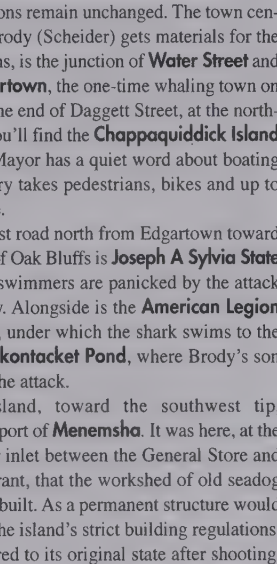 ons remain unchanged. The town cen-
rody (Scheider) gets materials for the
ns, is the junction of Water Street and
rtown, the one-time whaling town on
ne end of Daggett Street, at the north-
u'll find the Chappaquiddick Island
Mayor has a quiet word about boating
ry takes pedestrians, bikes and up to
.
st road north from Edgartown toward
f Oak Bluffs is Joseph A Sylvia State
swimmers are panicked by the attack
y. Alongside is the American Legion
, under which the shark swims to the
kontacket Pond, where Brody's son
he attack.
sland, toward the southwest tip
port of Menemsha. It was here, at the
inlet between the General Store and
rant, that the workshed of old seadog
built. As a permanent structure would
he island's strict building regulations
red to its original state after shooting